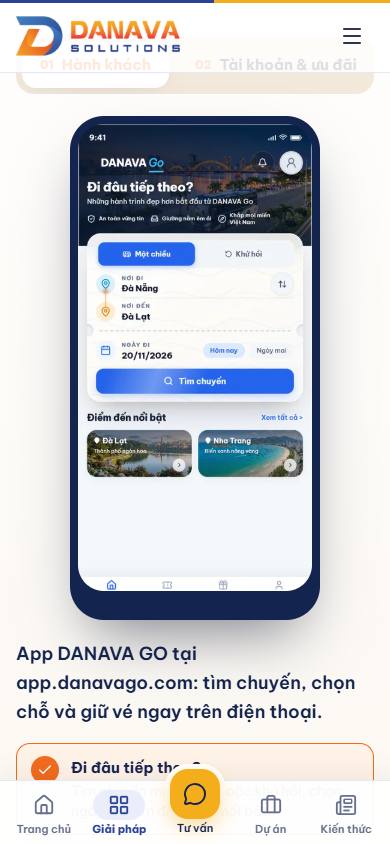 DANAVA
SOLUTIONS
01 Hành khách
02 Tài khoản & ưu đãi
9:41
DANAVA Go
Đi đâu tiếp theo?
Những hành trình đẹp hơn bắt đầu từ DANAVA Go
An toàn vững tin
Giường nằm êm ái
Khắp mọi miền
Việt Nam
Một chiều
Khứ hồi
NƠI ĐI
Đà Nẵng
NƠI ĐẾN
Đà Lạt
NGÀY ĐI
20/11/2026
Hôm nay
Ngày mai
Tìm chuyến
Điểm đến nổi bật
Xem tất cả >
Đà Lạt
Thành phố ngàn hoa
Nha Trang
Biển xanh nắng vàng
App DANAVA GO tại
app.danavago.com: tìm chuyến, chọn
chỗ và giữ vé ngay trên điện thoại.
Đi đâu tiếp theo?
Trang chủ
Giải pháp
Tư vấn
Dự án
Kiến thức